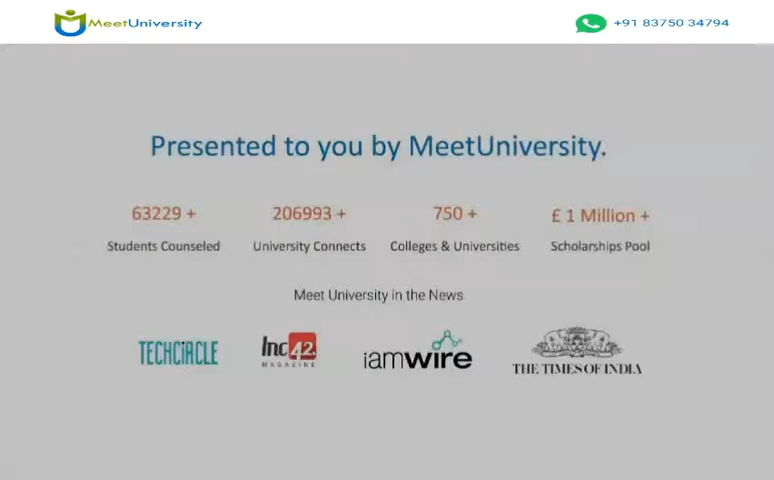 MeetUniversity
+91 83750 34794
Presented to you by MeetUniversity.
63229 +
206993 +
750 +
£ 1 Million +
Students Counseled
University Connects
Colleges & Universities
Scholarships Pool
Meet University in the News
TECHCIRCLE
Inc42.
MAGAZINE
iamwire
THE TIMES OF INDIA